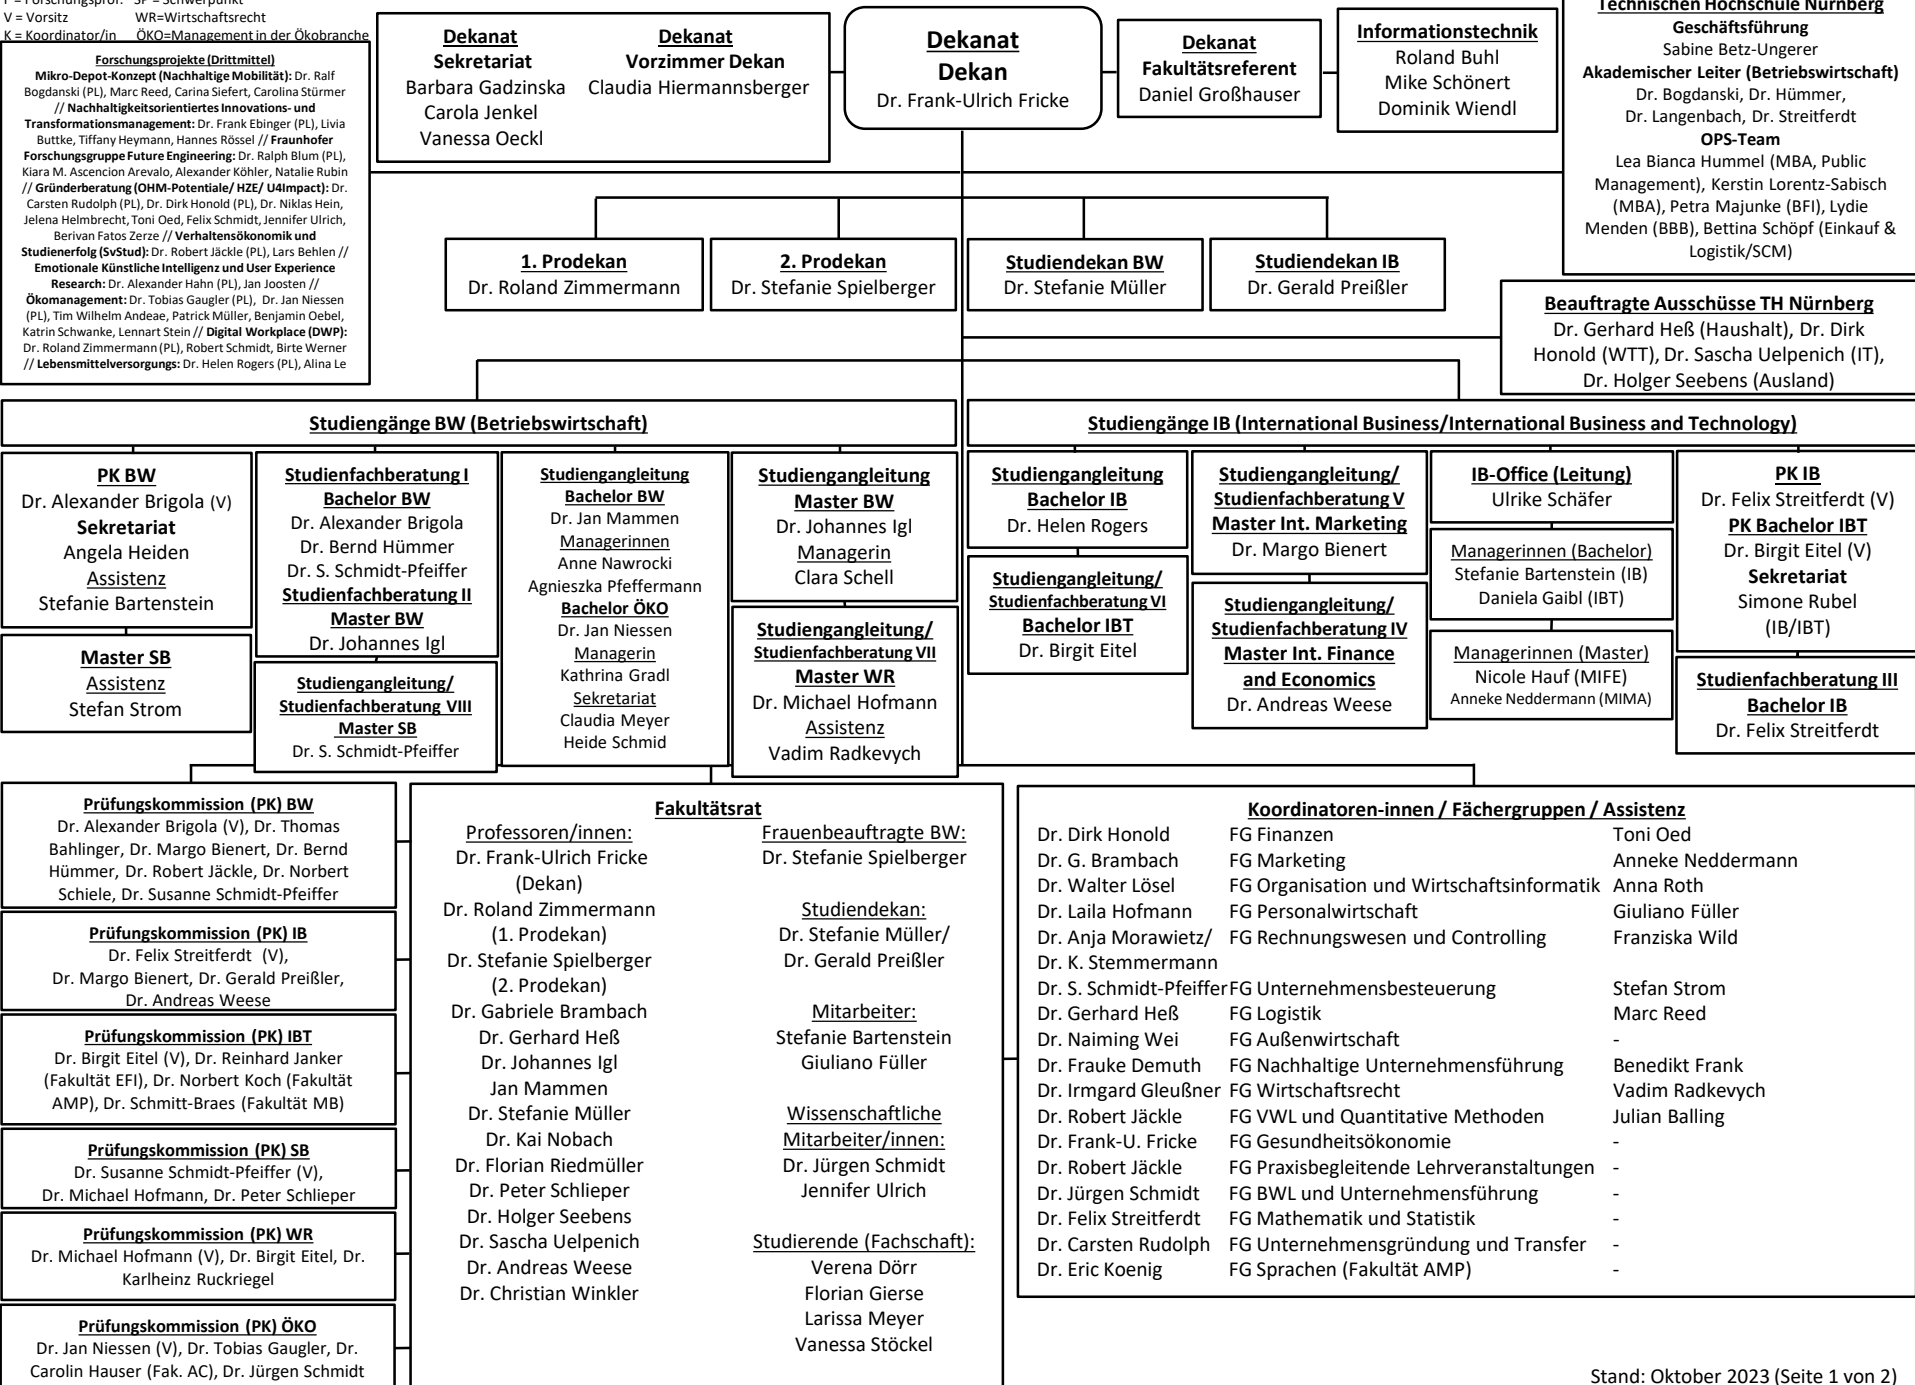 V = Vorsitz WR=Wirtschaftsrecht
K = Koordinator/in ÖKO=Management in der Ökobranche
Forschungsprojekte (Drittmittel)
Mikro-Depot-Konzept (Nachhaltige Mobilität): Dr. Ralf
Bogdanski (PL), Marc Reed, Carina Siefert, Carolina Stürmer
// Nachhaltigkeitsorientiertes Innovations- und
Transformationsmanagement: Dr. Frank Ebinger (PL), Livia
Buttke, Tiffany Heymann, Hannes Rössel // Fraunhofer
Forschungsgruppe Future Engineering: Dr. Ralph Blum (PL),
Kiara M. Ascencion Arevalo, Alexander Köhler, Natalie Rubin
// Gründerberatung (OHM-Potentiale/ HZE/ U4Impact): Dr.
Carsten Rudolph (PL), Dr. Dirk Honold (PL), Dr. Niklas Hein,
Jelena Helmbrecht, Toni Oed, Felix Schmidt, Jennifer Ulrich,
Berivan Fatos Zerze // Verhaltensökonomik und
Studienerfolg (SvStud): Dr. Robert Jäckle (PL), Lars Behlen //
Emotionale Künstliche Intelligenz und User Experience
Research: Dr. Alexander Hahn (PL), Jan Joosten //
Ökomanagement: Dr. Tobias Gaugler (PL), Dr. Jan Niessen
(PL), Tim Wilhelm Andeae, Patrick Müller, Benjamin Oebel,
Katrin Schwanke, Lennart Stein // Digital Workplace (DWP):
Dr. Roland Zimmermann (PL), Robert Schmidt, Birte Werner
// Lebensmittelversorgungs: Dr. Helen Rogers (PL), Alina Le
Dekanat
Sekretariat
Barbara Gadzinska
Carola Jenkel
Vanessa Oeckl
Dekanat
Vorzimmer Dekan
Claudia Hiermannsberger
Dekanat
Dekan
Dr. Frank-Ulrich Fricke
Dekanat
Fakultätsreferent
Daniel Großhauser
Informationstechnik
Roland Buhl
Mike Schönert
Dominik Wiendl
Technischen Hochschule Nürnberg
Geschäftsführung
Sabine Betz-Ungerer
Akademischer Leiter (Betriebswirtschaft)
Dr. Bogdanski, Dr. Hümmer,
Dr. Langenbach, Dr. Streitferdt
OPS-Team
Lea Bianca Hummel (MBA, Public
Management), Kerstin Lorentz-Sabisch
(MBA), Petra Majunke (BFI), Lydie
Menden (BBB), Bettina Schöpf (Einkauf &
Logistik/SCM)
1. Prodekan
Dr. Roland Zimmermann
2. Prodekan
Dr. Stefanie Spielberger
Studiendekan BW
Dr. Stefanie Müller
Studiendekan IB
Dr. Gerald Preißler
Beauftragte Ausschüsse TH Nürnberg
Dr. Gerhard Heß (Haushalt), Dr. Dirk
Honold (WTT), Dr. Sascha Uelpenich (IT),
Dr. Holger Seebens (Ausland)
Studiengänge BW (Betriebswirtschaft)
Studiengänge IB (International Business/International Business and Technology)
PK BW
Dr. Alexander Brigola (V)
Sekretariat
Angela Heiden
Assistenz
Stefanie Bartenstein
Master SB
Assistenz
Stefan Strom
Studienfachberatung I
Bachelor BW
Dr. Alexander Brigola
Dr. Bernd Hümmer
Dr. S. Schmidt-Pfeiffer
Studienfachberatung II
Master BW
Dr. Johannes Igl
Studiengangleitung/
Studienfachberatung VIII
Master SB
Dr. S. Schmidt-Pfeiffer
Studiengangleitung
Bachelor BW
Dr. Jan Mammen
Managerinnen
Anne Nawrocki
Agnieszka Pfeffermann
Bachelor ÖKO
Dr. Jan Niessen
Managerin
Kathrina Gradl
Sekretariat
Claudia Meyer
Heide Schmid
Studiengangleitung
Master BW
Dr. Johannes Igl
Managerin
Clara Schell
Studiengangleitung/
Studienfachberatung VII
Master WR
Dr. Michael Hofmann
Assistenz
Vadim Radkevych
Studiengangleitung
Bachelor IB
Dr. Helen Rogers
Studiengangleitung/
Studienfachberatung VI
Bachelor IBT
Dr. Birgit Eitel
Studiengangleitung/
Studienfachberatung V
Master Int. Marketing
Dr. Margo Bienert
Studiengangleitung/
Studienfachberatung IV
Master Int. Finance
and Economics
Dr. Andreas Weese
IB-Office (Leitung)
Ulrike Schäfer
Managerinnen (Bachelor)
Stefanie Bartenstein (IB)
Daniela Gaibl (IBT)
Managerinnen (Master)
Nicole Hauf (MIFE)
Anneke Neddermann (MIMA)
PK IB
Dr. Felix Streitferdt (V)
PK Bachelor IBT
Dr. Birgit Eitel (V)
Sekretariat
Simone Rubel
(IB/IBT)
Studienfachberatung III
Bachelor IB
Dr. Felix Streitferdt
Prüfungskommission (PK) BW
Dr. Alexander Brigola (V), Dr. Thomas
Bahlinger, Dr. Margo Bienert, Dr. Bernd
Hümmer, Dr. Robert Jäckle, Dr. Norbert
Schiele, Dr. Susanne Schmidt-Pfeiffer
Prüfungskommission (PK) IB
Dr. Felix Streitferdt (V),
Dr. Margo Bienert, Dr. Gerald Preißler,
Dr. Andreas Weese
Prüfungskommission (PK) IBT
Dr. Birgit Eitel (V), Dr. Reinhard Janker
(Fakultät EFI), Dr. Norbert Koch (Fakultät
AMP), Dr. Schmitt-Braes (Fakultät MB)
Prüfungskommission (PK) SB
Dr. Susanne Schmidt-Pfeiffer (V),
Dr. Michael Hofmann, Dr. Peter Schlieper
Prüfungskommission (PK) WR
Dr. Michael Hofmann (V), Dr. Birgit Eitel, Dr.
Karlheinz Ruckriegel
Prüfungskommission (PK) ÖKO
Dr. Jan Niessen (V), Dr. Tobias Gaugler, Dr.
Carolin Hauser (Fak. AC), Dr. Jürgen Schmidt
Fakultätsrat
Professoren/innen:
Dr. Frank-Ulrich Fricke
(Dekan)
Dr. Roland Zimmermann
(1. Prodekan)
Dr. Stefanie Spielberger
(2. Prodekan)
Dr. Gabriele Brambach
Dr. Gerhard Heß
Dr. Johannes Igl
Jan Mammen
Dr. Stefanie Müller
Dr. Kai Nobach
Dr. Florian Riedmüller
Dr. Peter Schlieper
Dr. Holger Seebens
Dr. Sascha Uelpenich
Dr. Andreas Weese
Dr. Christian Winkler
Frauenbeauftragte BW:
Dr. Stefanie Spielberger
Studiendekan:
Dr. Stefanie Müller/
Dr. Gerald Preißler
Mitarbeiter:
Stefanie Bartenstein
Giuliano Füller
Wissenschaftliche
Mitarbeiter/innen:
Dr. Jürgen Schmidt
Jennifer Ulrich
Studierende (Fachschaft):
Verena Dörr
Florian Gierse
Larissa Meyer
Vanessa Stöckel
Koordinatoren-innen / Fächergruppen / Assistenz
Dr. Dirk Honold FG Finanzen Toni Oed
Dr. G. Brambach FG Marketing Anneke Neddermann
Dr. Walter Lösel FG Organisation und Wirtschaftsinformatik Anna Roth
Dr. Laila Hofmann FG Personalwirtschaft Giuliano Füller
Dr. Anja Morawietz/ FG Rechnungswesen und Controlling Franziska Wild
Dr. K. Stemmermann
Dr. S. Schmidt-Pfeiffer FG Unternehmensbesteuerung Stefan Strom
Dr. Gerhard Heß FG Logistik Marc Reed
Dr. Naiming Wei FG Außenwirtschaft -
Dr. Frauke Demuth FG Nachhaltige Unternehmensführung Benedikt Frank
Dr. Irmgard Gleußner FG Wirtschaftsrecht Vadim Radkevych
Dr. Robert Jäckle FG VWL und Quantitative Methoden Julian Balling
Dr. Frank-U. Fricke FG Gesundheitsökonomie -
Dr. Robert Jäckle FG Praxisbegleitende Lehrveranstaltungen -
Dr. Jürgen Schmidt FG BWL und Unternehmensführung -
Dr. Felix Streitferdt FG Mathematik und Statistik -
Dr. Carsten Rudolph FG Unternehmensgründung und Transfer -
Dr. Eric Koenig FG Sprachen (Fakultät AMP) -
Stand: Oktober 2023 (Seite 1 von 2)